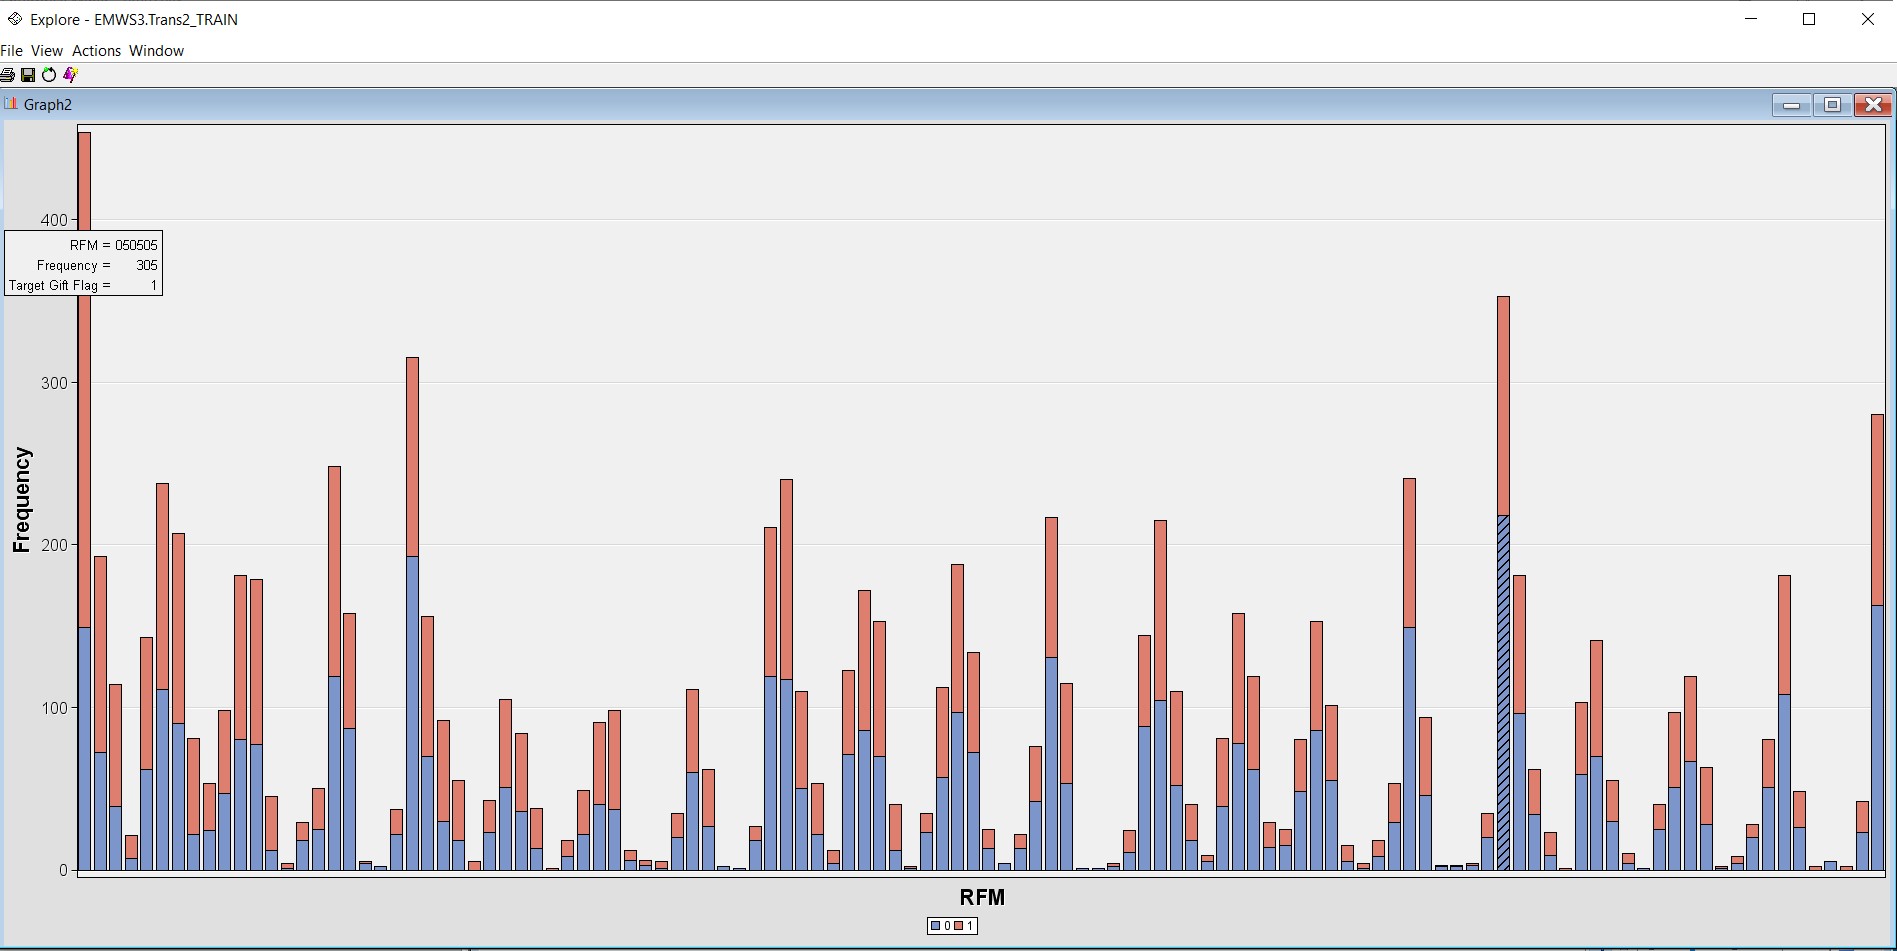 Explore - EMWS3.Trans2_TRAIN
File View Actions Window
Graph2
400
RFM = 050505
Frequency = 305
Target Gift Flag = 1
300
200
100
0
Frequency
RFM
0 1